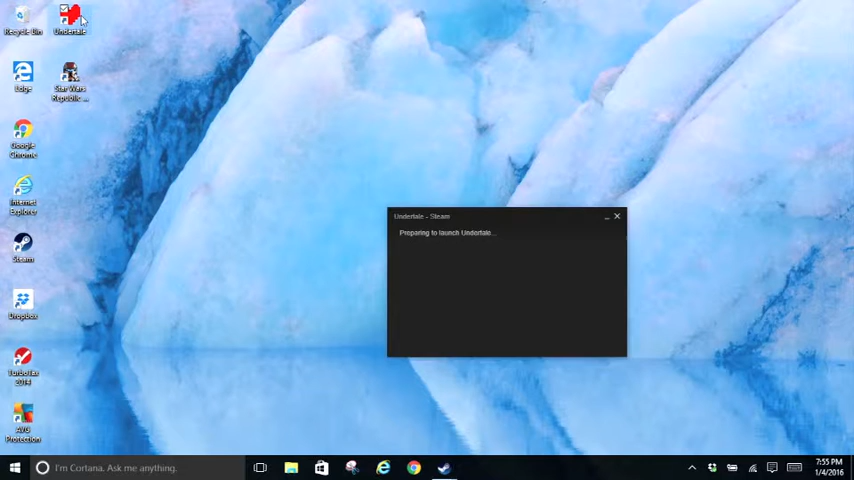 Recycle Bin
Undertale
Edge
Star Wars
Republic ...
Google
Chrome
Internet
Explorer
Steam
Dropbox
TurboTax
2014
AVG
Protection
Undertale - Steam
Preparing to launch Undertale...
I'm Cortana. Ask me anything.
7:55 PM
1/4/2016